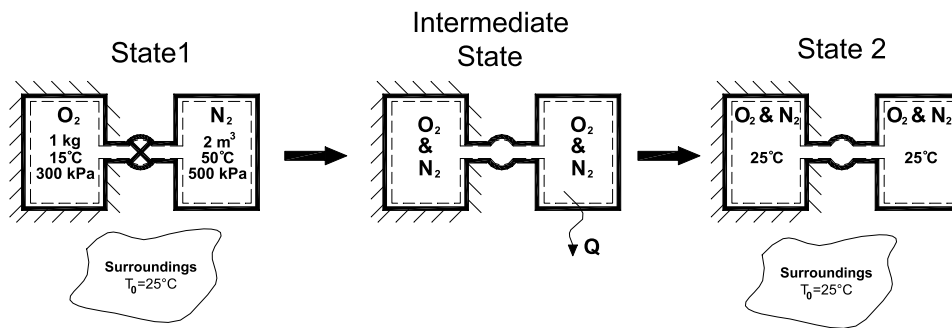 State1
O₂
1 kg
15°C
300 kPa
N₂
2 m³
50°C
500 kPa
Surroundings
T₀=25°C
Intermediate
State
O₂
&
N₂
O₂
&
N₂
Q
State 2
O₂ & N₂
25°C
O₂ & N₂
25°C
Surroundings
T₀=25°C